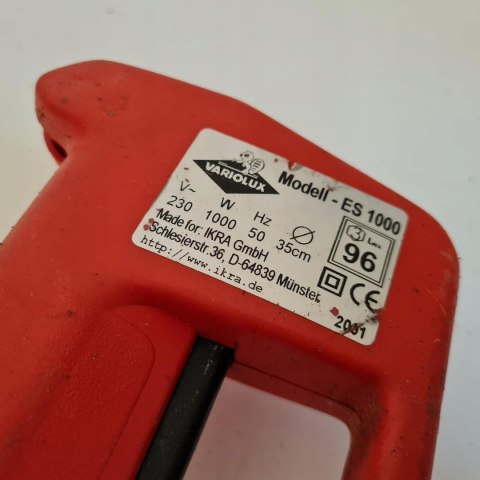 VARIOLUX
Modell - ES 1000
V~ W Hz Ø
230 1000 50 35cm
Made for: IKRA GmbH
Schlesierstr.36, D-64839 Münster
http://www.ikra.de
96
CE
2001